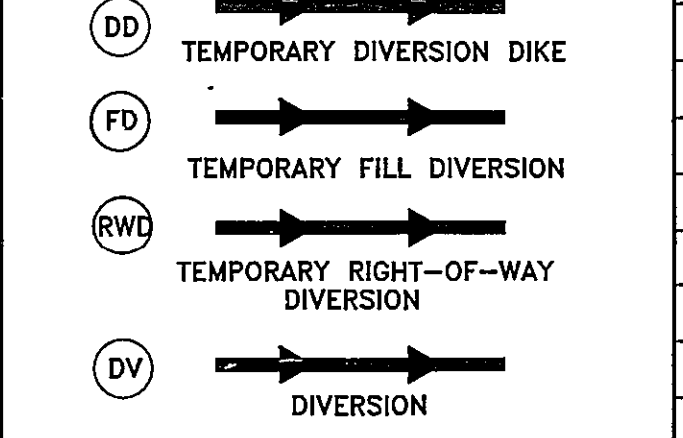 DD
TEMPORARY DIVERSION DIKE
FD
TEMPORARY FILL DIVERSION
RWD
TEMPORARY RIGHT-OF-WAY
DIVERSION
DV
DIVERSION